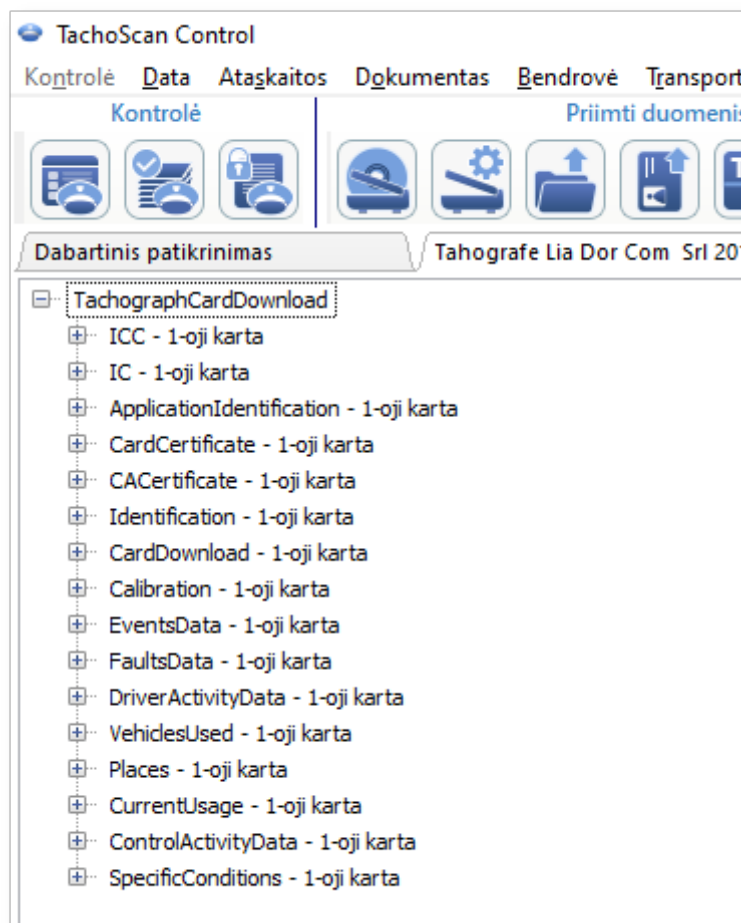 TachoScan Control
Kontrolė Data Ataskaitos Dokumentas Bendrovė Transport
Kontrolė Priimti duomenis
Dabartinis patikrinimas Tahografe Lia Dor Com Srl 201
TachographCardDownload
ICC - 1-oji karta
IC - 1-oji karta
ApplicationIdentification - 1-oji karta
CardCertificate - 1-oji karta
CACertificate - 1-oji karta
Identification - 1-oji karta
CardDownload - 1-oji karta
Calibration - 1-oji karta
EventsData - 1-oji karta
FaultsData - 1-oji karta
DriverActivityData - 1-oji karta
VehiclesUsed - 1-oji karta
Places - 1-oji karta
CurrentUsage - 1-oji karta
ControlActivityData - 1-oji karta
SpecificConditions - 1-oji karta